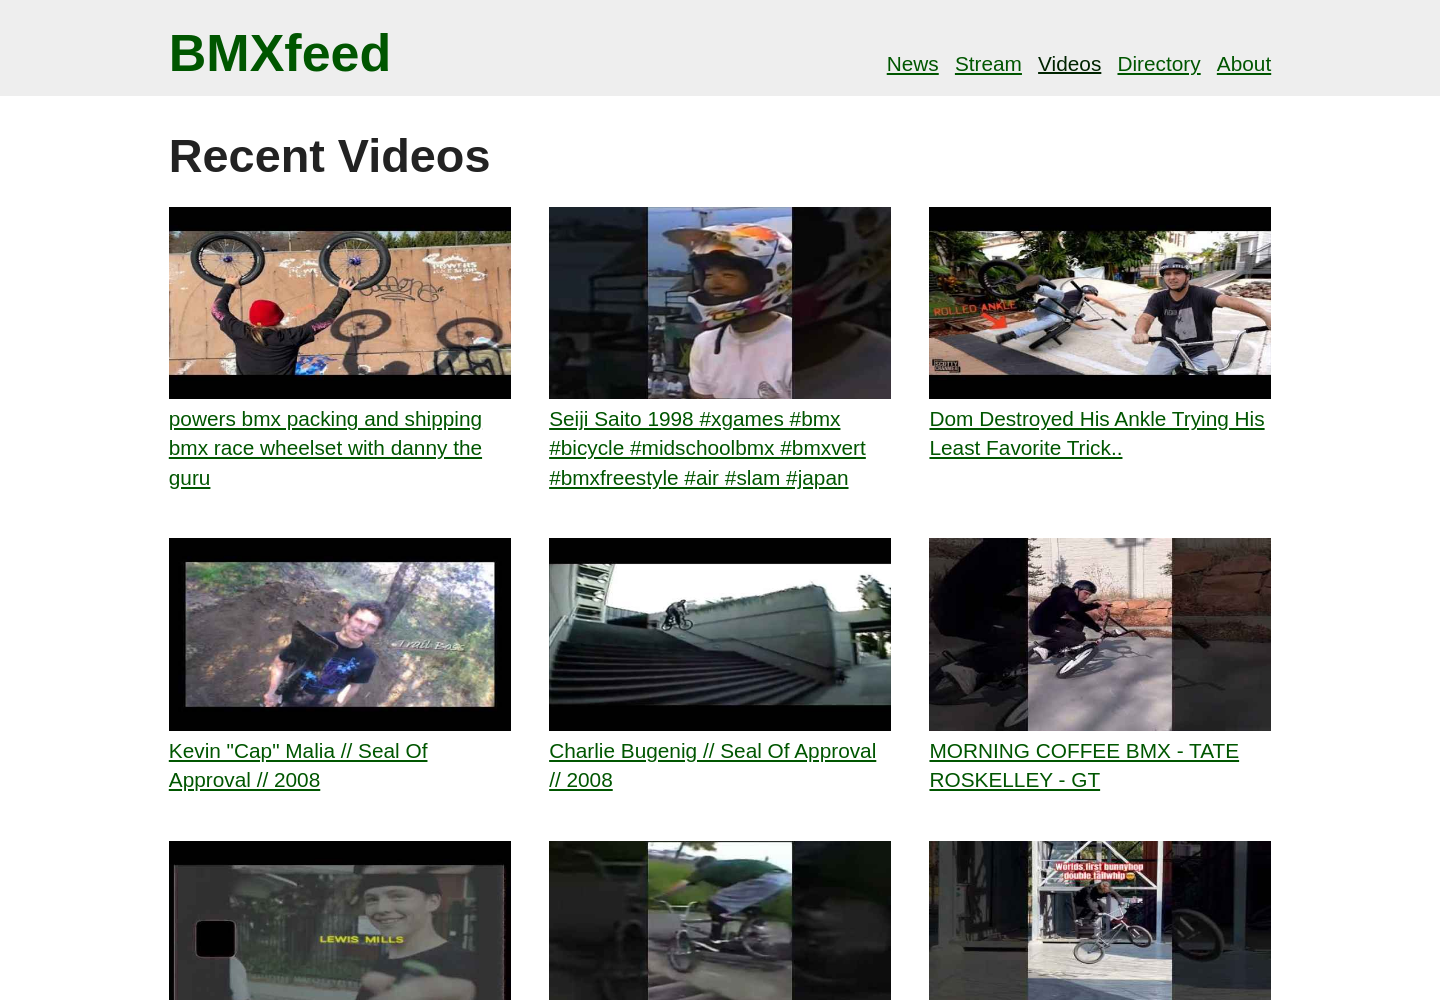 BMXfeed
News Stream Videos Directory About
Recent Videos
POWERS
ROLLED ANKLE
powers bmx packing and shipping
bmx race wheelset with danny the
guru
Seiji Saito 1998 #xgames #bmx
#bicycle #midschoolbmx #bmxvert
#bmxfreestyle #air #slam #japan
Dom Destroyed His Ankle Trying His
Least Favorite Trick..
Trail Boss
Kevin "Cap" Malia // Seal Of
Approval // 2008
Charlie Bugenig // Seal Of Approval
// 2008
MORNING COFFEE BMX - TATE
ROSKELLEY - GT
LEWIS MILLS
Worlds first bunnyhop
double tailwhip